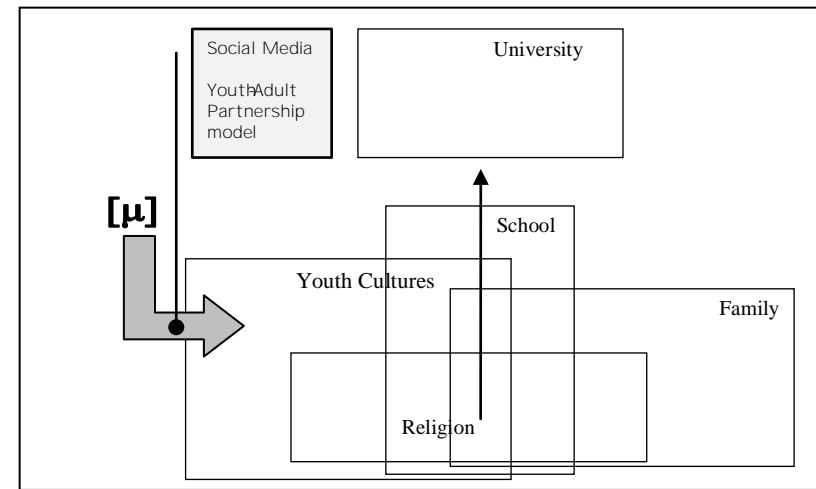 Social Media
YouthAdult
Partnership
model
University
[μ]
School
Youth Cultures
Family
Religion